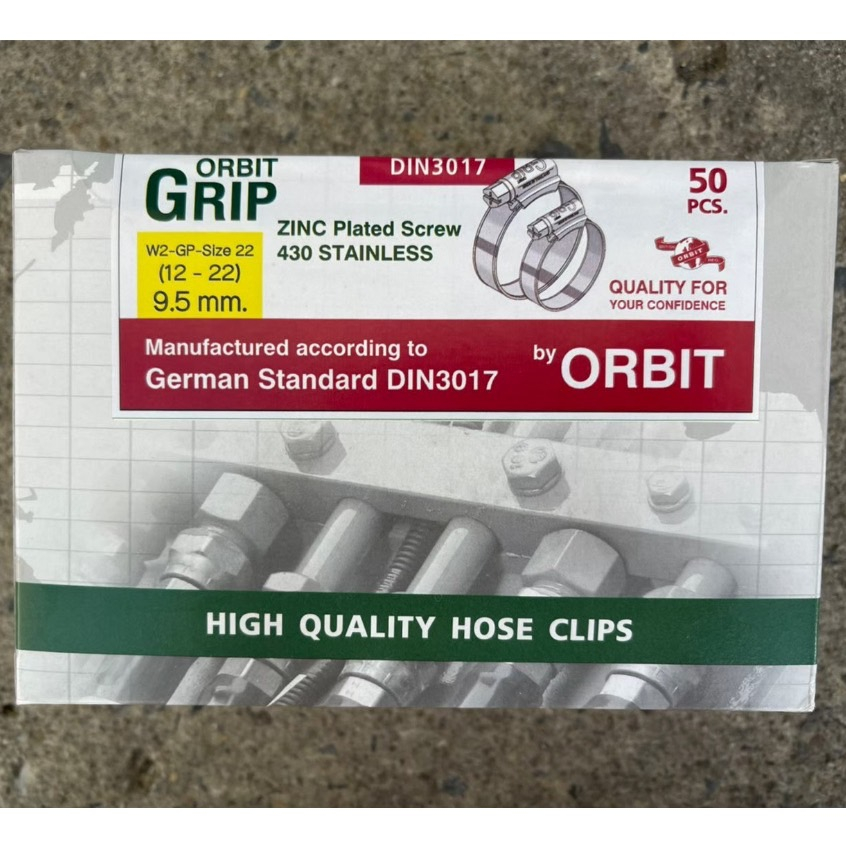 ORBIT
GRIP
DIN3017
50
PCS.
ZINC Plated Screw
430 STAINLESS
W2-GP-Size 22
(12 - 22)
9.5 mm.
ORBIT
QUALITY FOR
YOUR CONFIDENCE
Manufactured according to
German Standard DIN3017
by ORBIT
HIGH QUALITY HOSE CLIPS